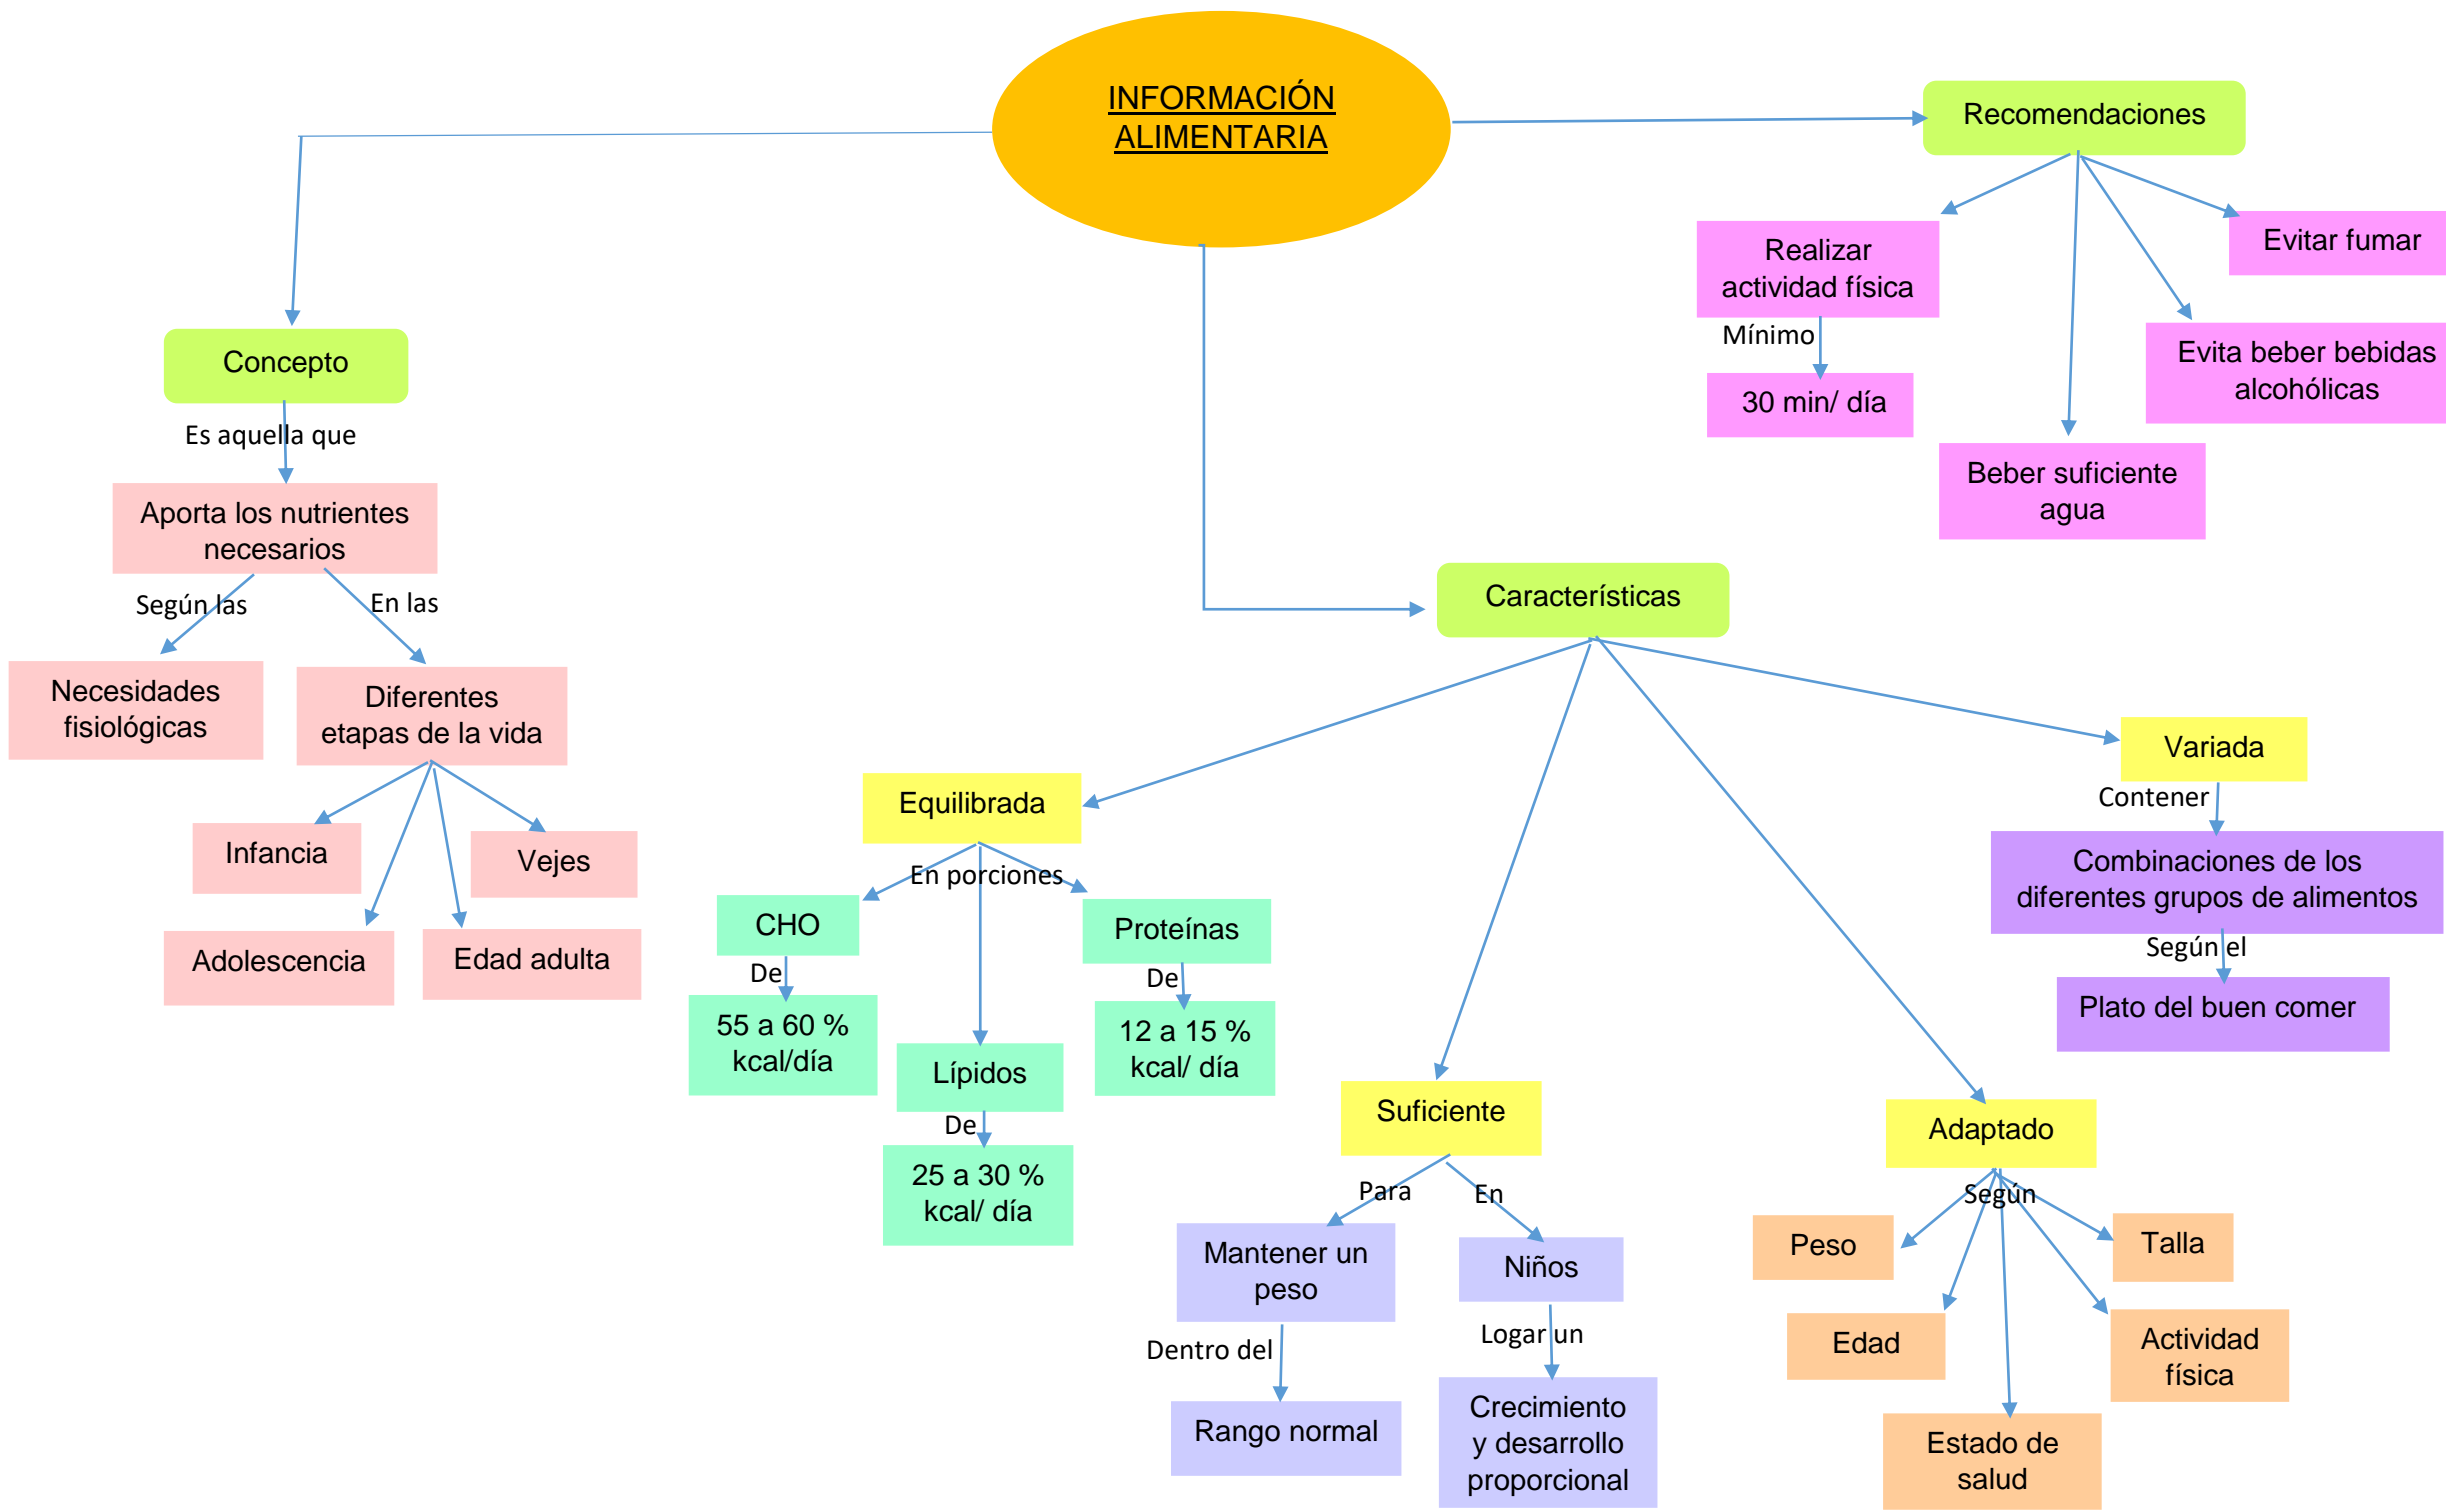 INFORMACIÓN
ALIMENTARIA
Concepto
Es aquella que
Aporta los nutrientes
necesarios
Según las
En las
Necesidades
fisiológicas
Diferentes
etapas de la vida
Infancia
Vejes
Adolescencia
Edad adulta
Recomendaciones
Realizar
actividad física
Mínimo
30 min/ día
Beber suficiente
agua
Evita beber bebidas
alcohólicas
Evitar fumar
Características
Equilibrada
En porciones
CHO
De
55 a 60 %
kcal/día
Lípidos
De
25 a 30 %
kcal/ día
Proteínas
De
12 a 15 %
kcal/ día
Suficiente
Para
En
Mantener un
peso
Dentro del
Rango normal
Niños
Logar un
Crecimiento
y desarrollo
proporcional
Adaptado
Según
Peso
Edad
Estado de
salud
Actividad
física
Talla
Variada
Contener
Combinaciones de los
diferentes grupos de alimentos
Según el
Plato del buen comer